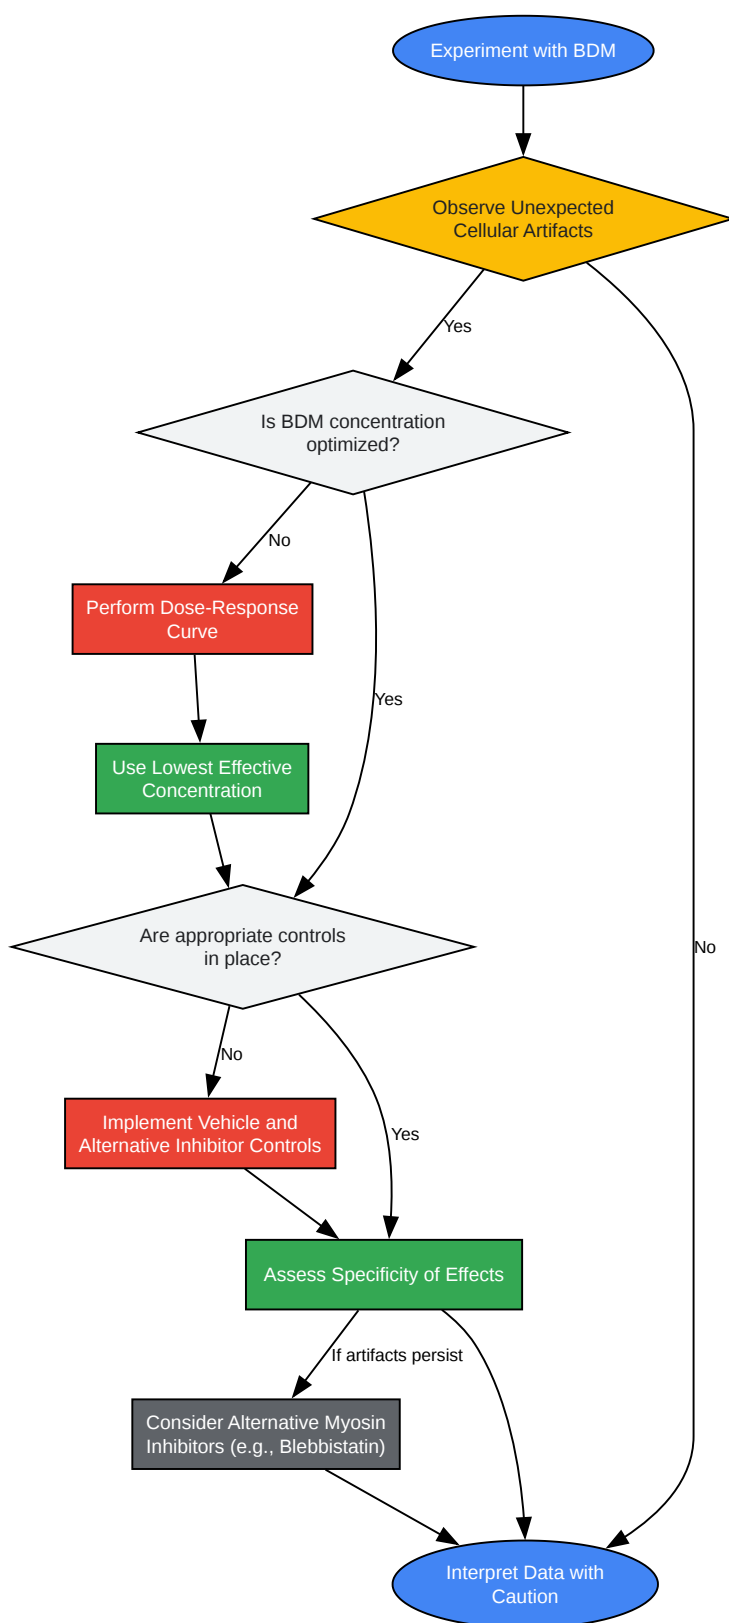 Experiment with BDM
Observe Unexpected
Cellular Artifacts
Yes
Is BDM concentration
optimized?
No
Perform Dose-Response
Curve
Yes
Use Lowest Effective
Concentration
Are appropriate controls
in place?
No
No
Implement Vehicle and
Alternative Inhibitor Controls
Yes
Assess Specificity of Effects
If artifacts persist
Consider Alternative Myosin
Inhibitors (e.g., Blebbistatin)
Interpret Data with
Caution